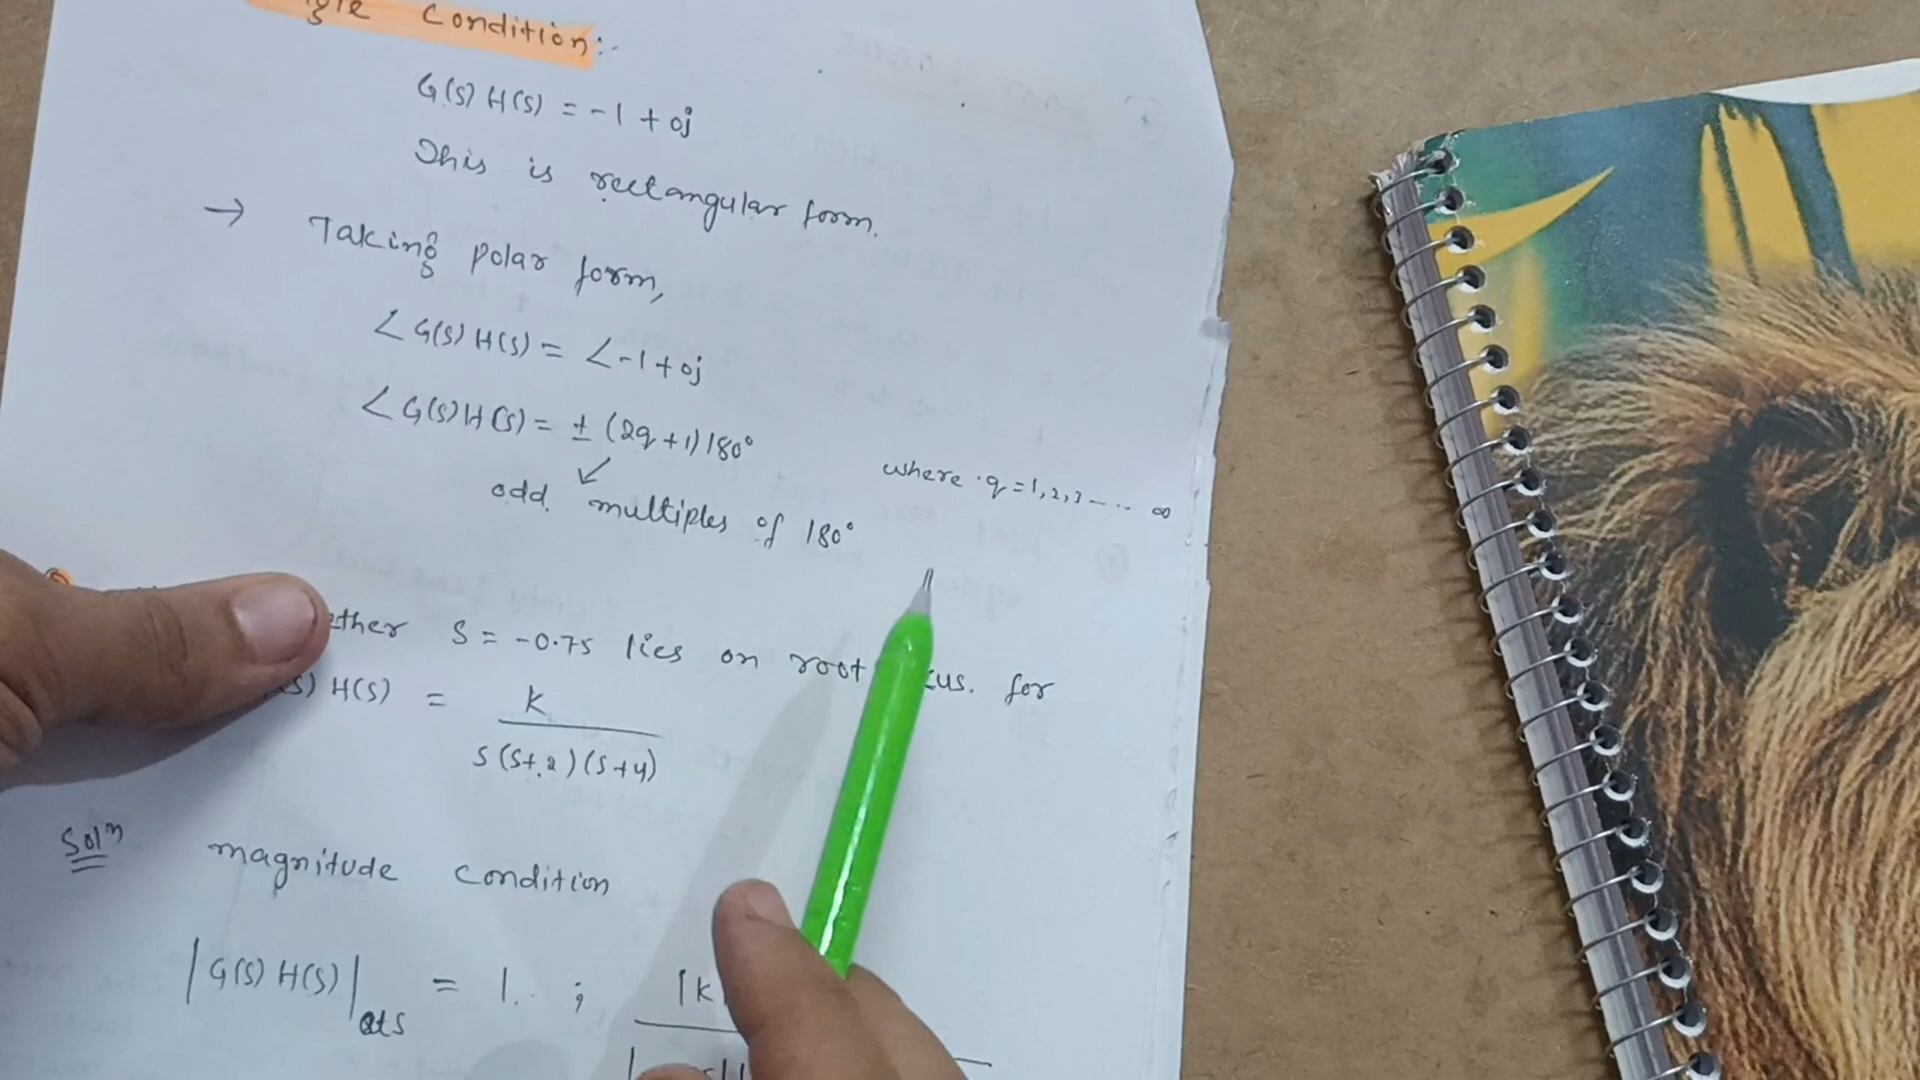 Condition:-
G(s) H(s) = -1 + 0j
This is rectangular form.
→ Taking polar form,
∠ G(s) H(s) = ∠ -1 + 0j
∠ G(s) H(s) = ± (2q + 1) 180°
where q = 1, 2, 3 - - ... ∞
odd multiples of 180°
s = -0.75 lies on root for
H(s) = K
s (s+2) (s+4)
Solⁿ magnitude condition
|G(s) H(s)| at s = 1. ; |K